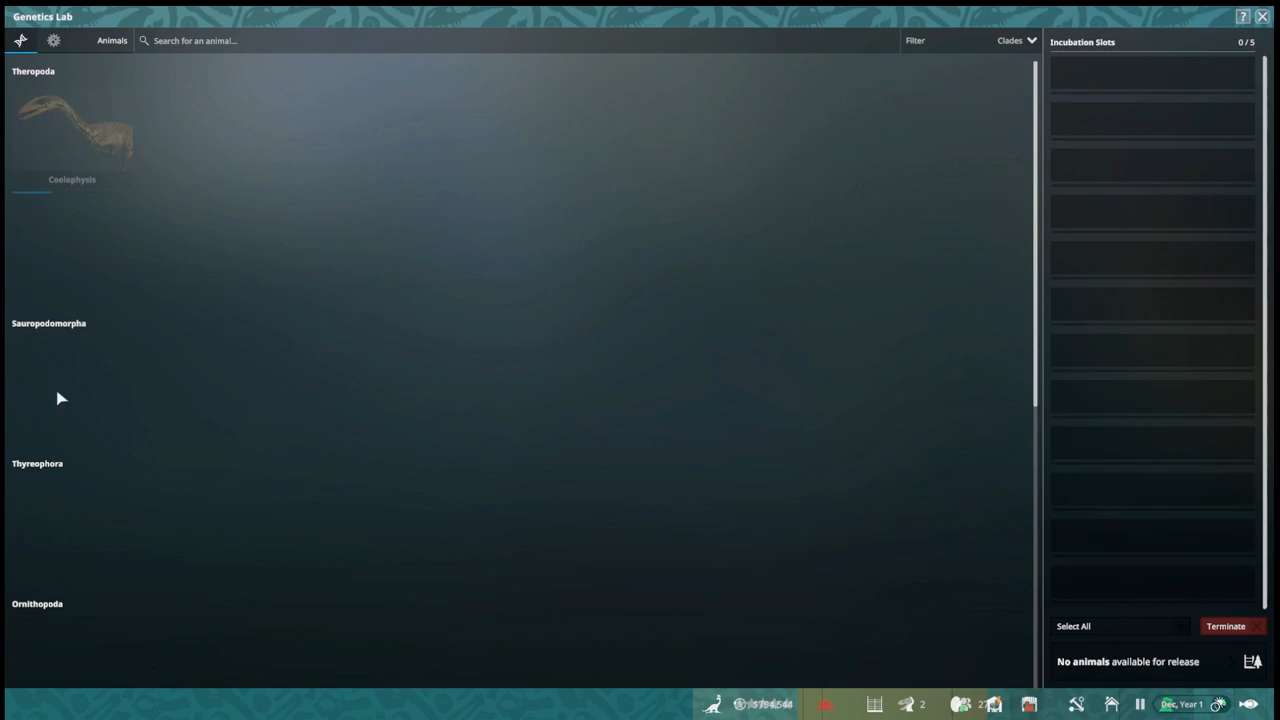 Genetics Lab
?
Animals
Search for an animal...
Filter
Clades
Incubation Slots
0 / 5
Theropoda
Coelophysis
Sauropodomorpha
Thyreophora
Ornithopoda
Select All
Terminate
No animals available for release
2
Dec, Year 1